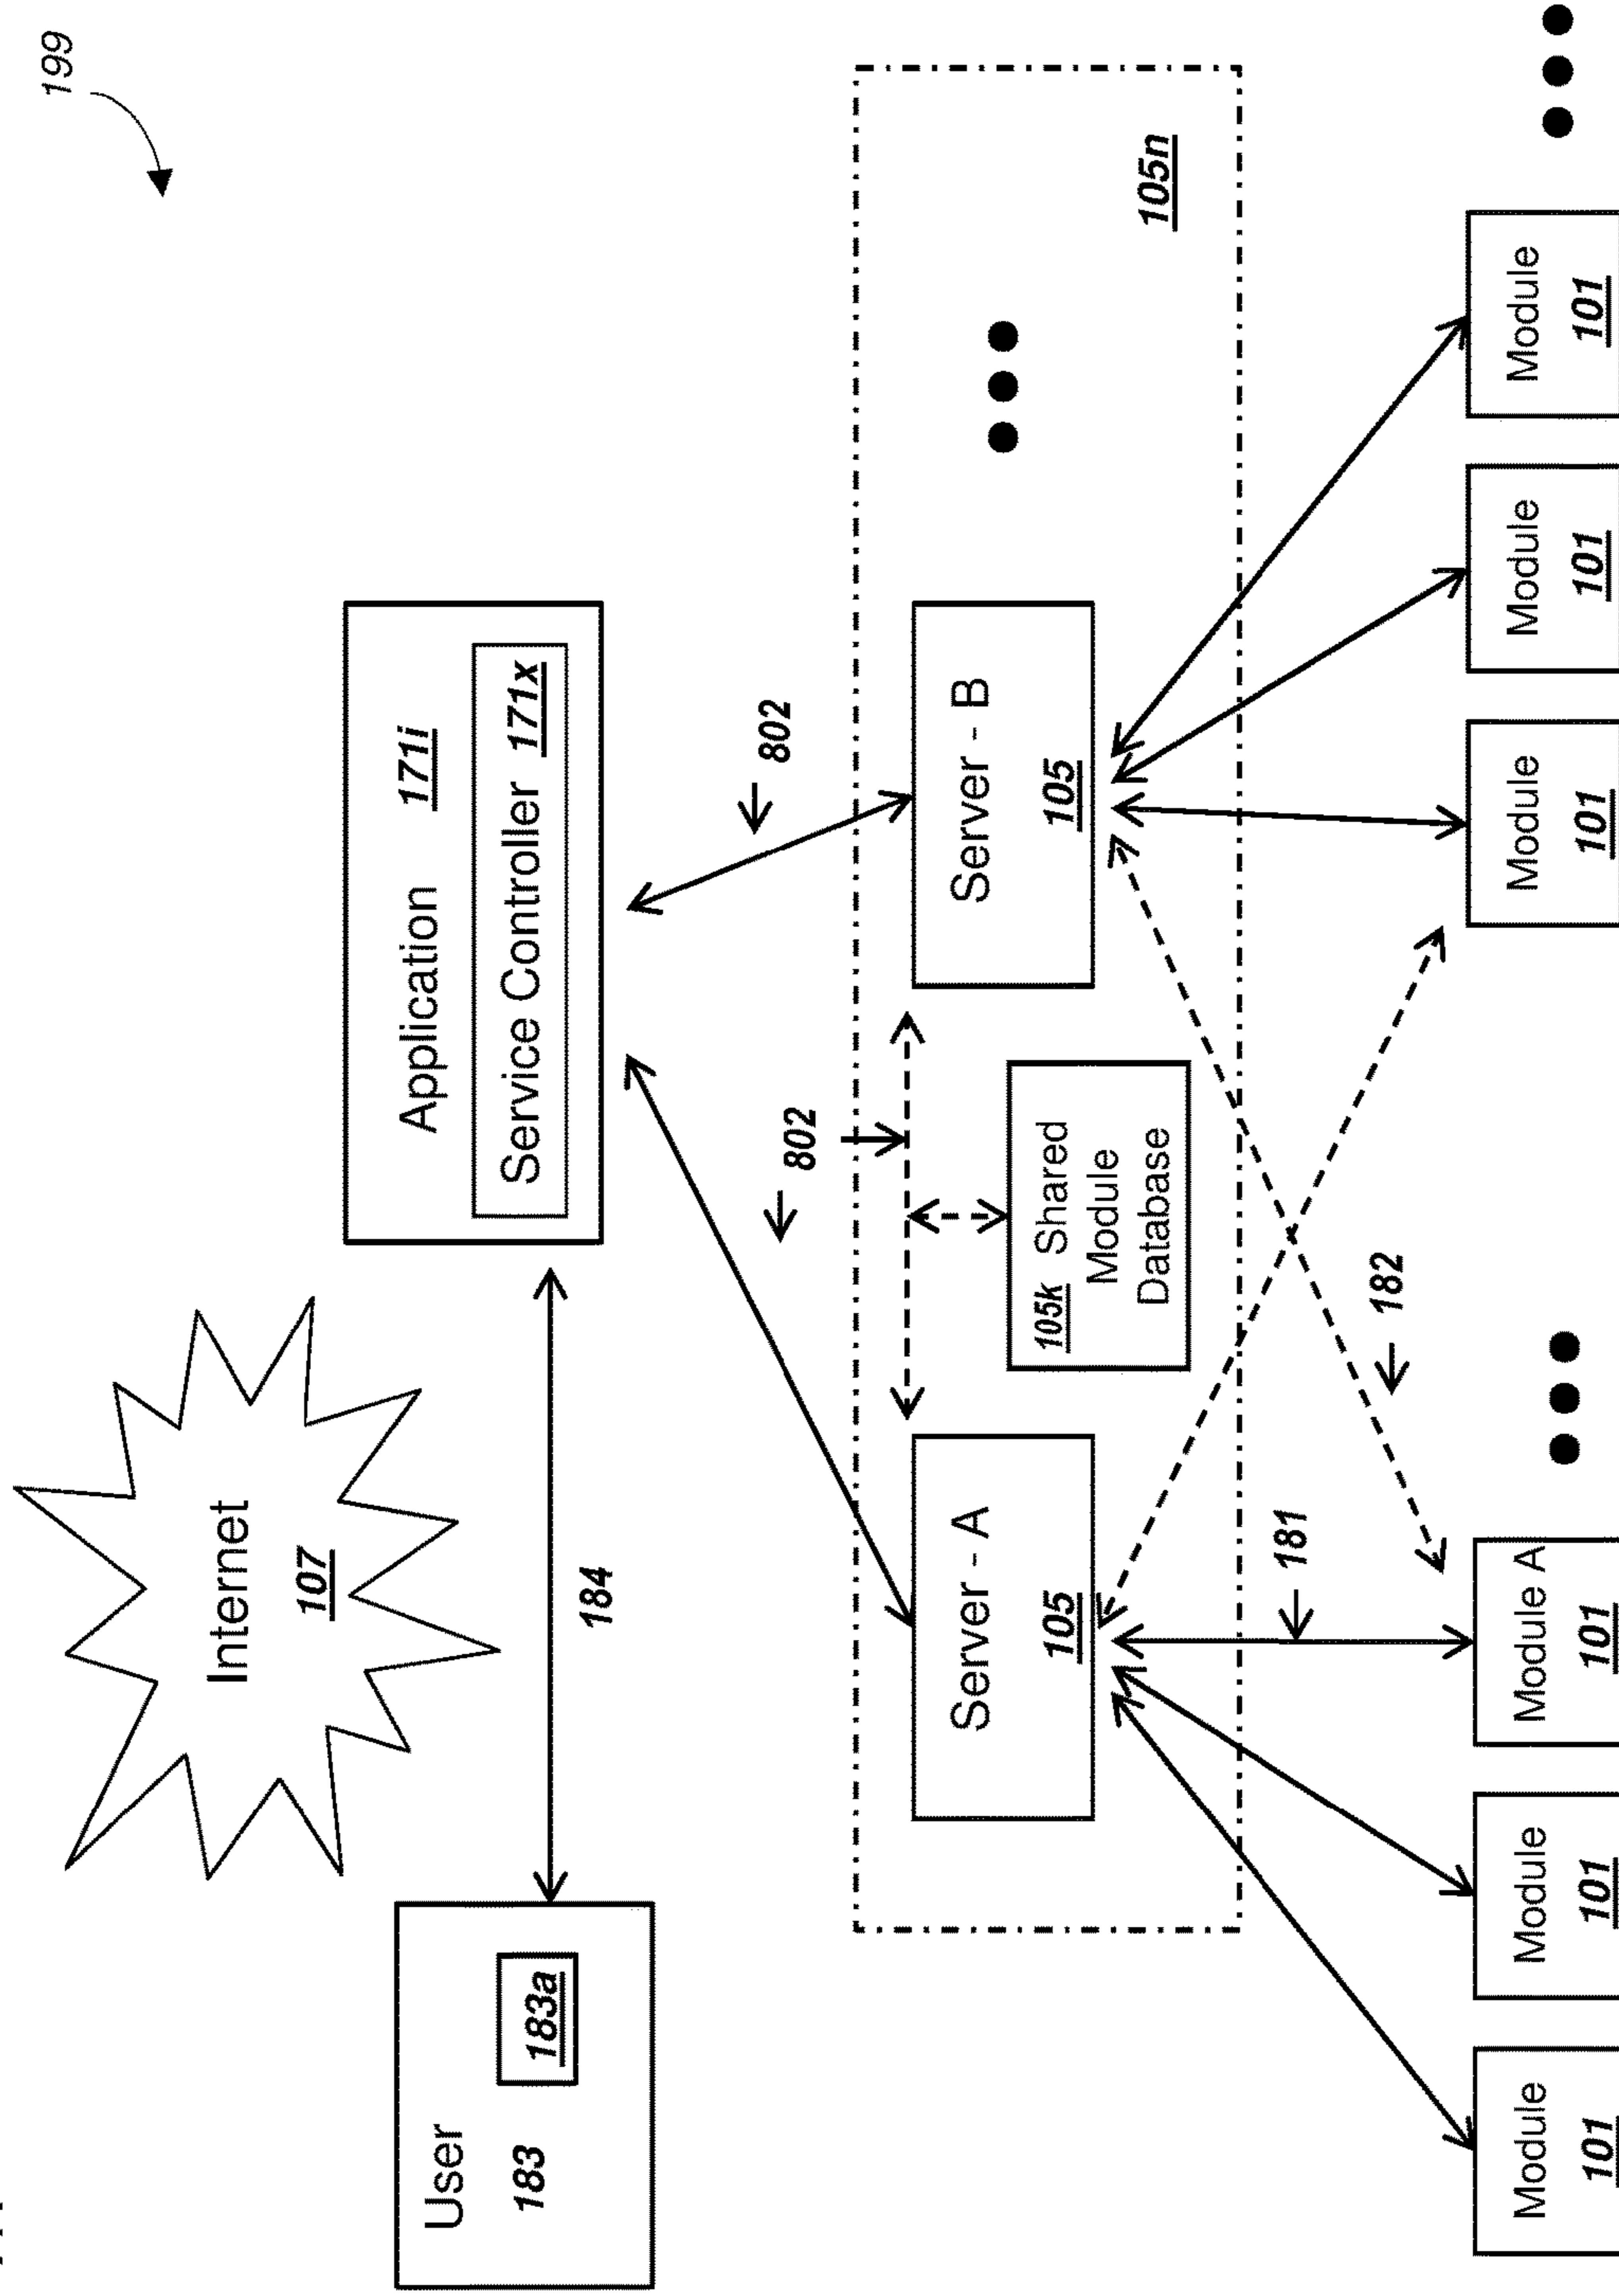 199
Internet
107
User
183
183a
184
Application 171i
Service Controller 171x
802
802
Server - A
105
105k Shared
Module
Database
Server - B
105
105n
181
182
Module
101
Module
101
Module A
101
Module
101
Module
101
Module
101